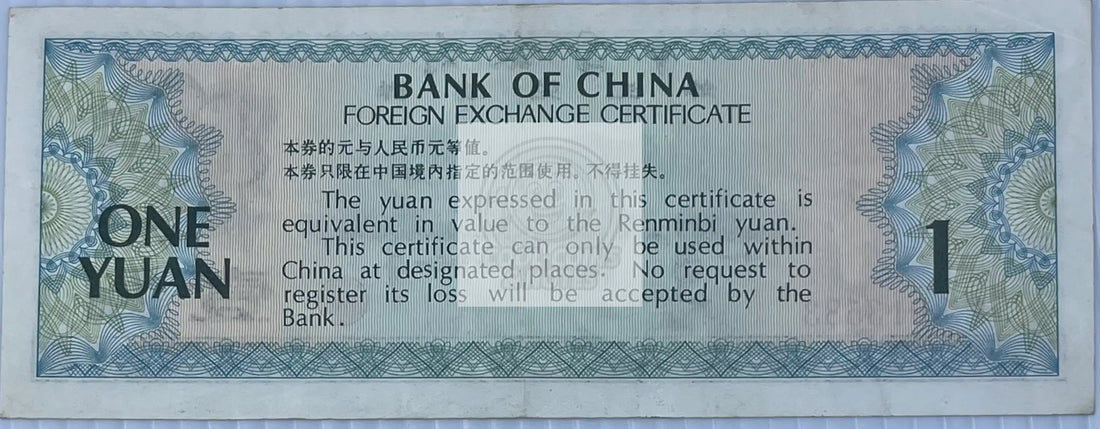 BANK OF CHINA
FOREIGN EXCHANGE CERTIFICATE
本券的元与人民币元等值。
本券只限在中国境内指定的范围使用。不得挂失。
The yuan expressed in this certificate is
equivalent in value to the Renminbi yuan.
This certificate can only be used within
China at designated places. No request to
register its loss will be accepted by the
Bank.
ONE
YUAN
1